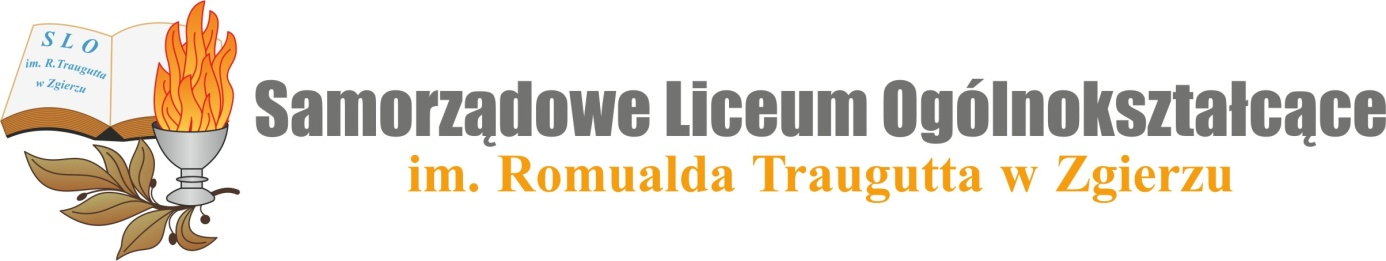 S L O
im. R.Traugutta
w Zgierzu
Samorządowe Liceum Ogólnokształcące
im. Romualda Traugutta w Zgierzu